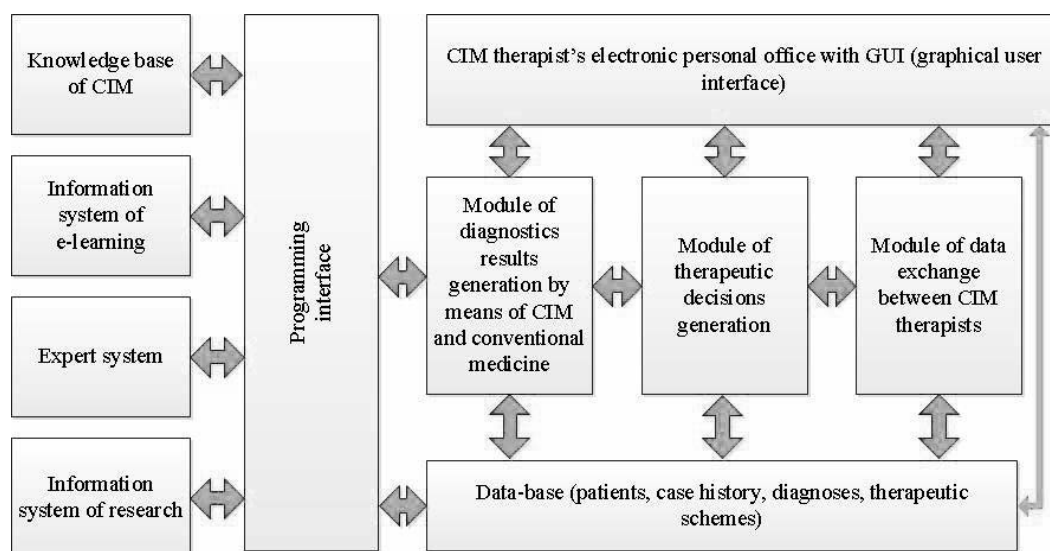 Knowledge base
of CIM
Information
system of
e-learning
Expert system
Information
system of research
Programming
interface
CIM therapist's electronic personal office with GUI (graphical user
interface)
Module of
diagnostics
results
generation by
means of CIM
and conventional
medicine
Module of
therapeutic
decisions
generation
Module of data
exchange
between CIM
therapists
Data-base (patients, case history, diagnoses, therapeutic
schemes)